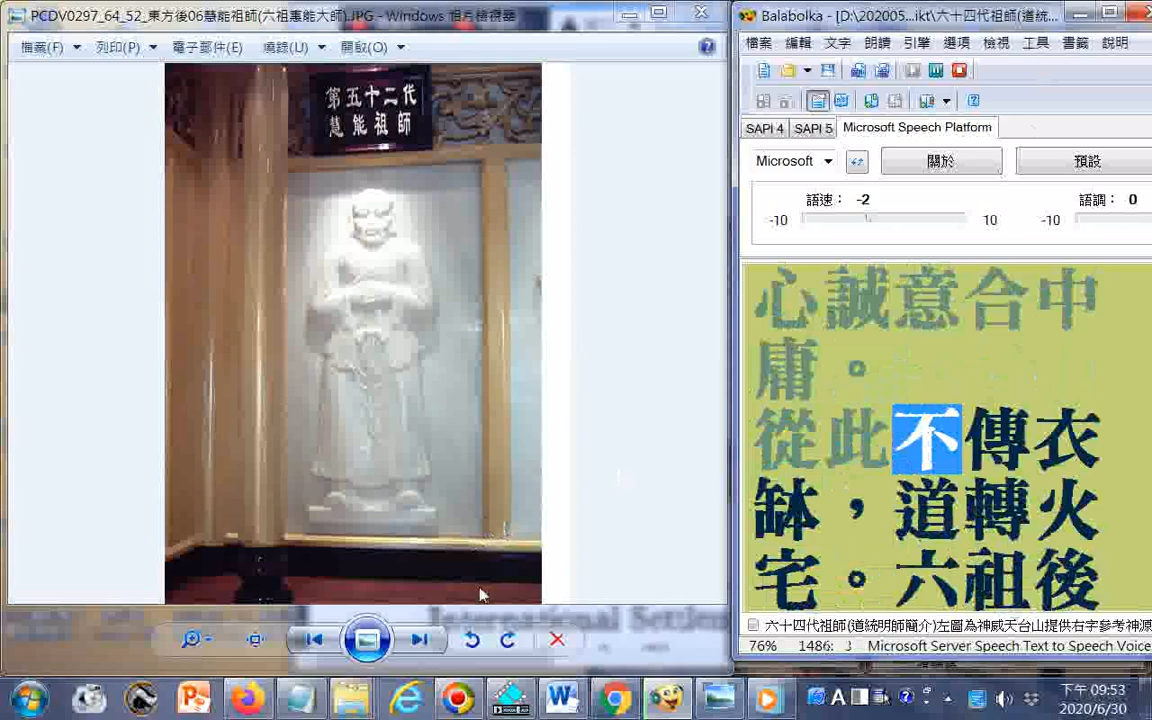 PCDV0297_64_52_東方後06慧能祖師(六祖惠能大師).JPG - Windows 相片檢視器
檔案(F) 列印(P) 電子郵件(E) 燒錄(U) 開啟(O)
第五十二代
慧能祖師
International Settlem
Balabolka - [D:\202005...ikt\六十四代祖師(道統...
檔案 編輯 文字 朗讀 引擎 選項 檢視 工具 書籤 說明
SAPI 4 SAPI 5 Microsoft Speech Platform
Microsoft 關於 預設
語速： -2 語調： 0
-10 10 -10
心誠意合中
庸。
從此不傳衣
缽，道轉火
宅。六祖後
六十四代祖師(道統明師簡介)左圖為神威天台山提供右字參考神源
76% 1486: 3 Microsoft Server Speech Text to Speech Voice
下午 09:53
2020/6/30